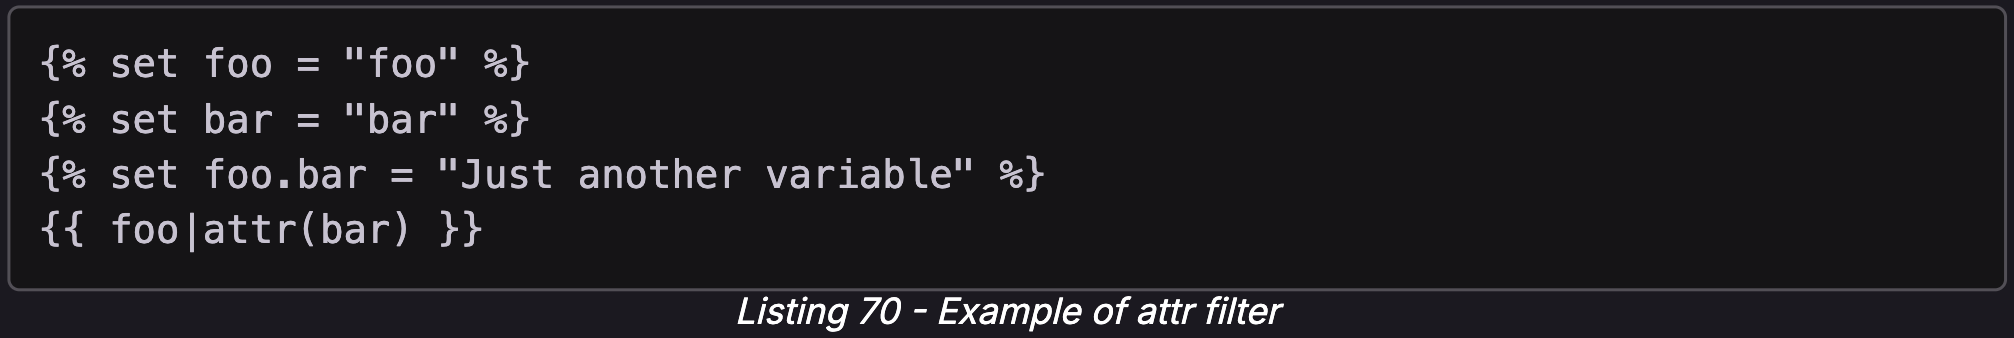 {% set foo = "foo" %}
{% set bar = "bar" %}
{% set foo.bar = "Just another variable" %}
{{ foo|attr(bar) }}
Listing 70 - Example of attr filter